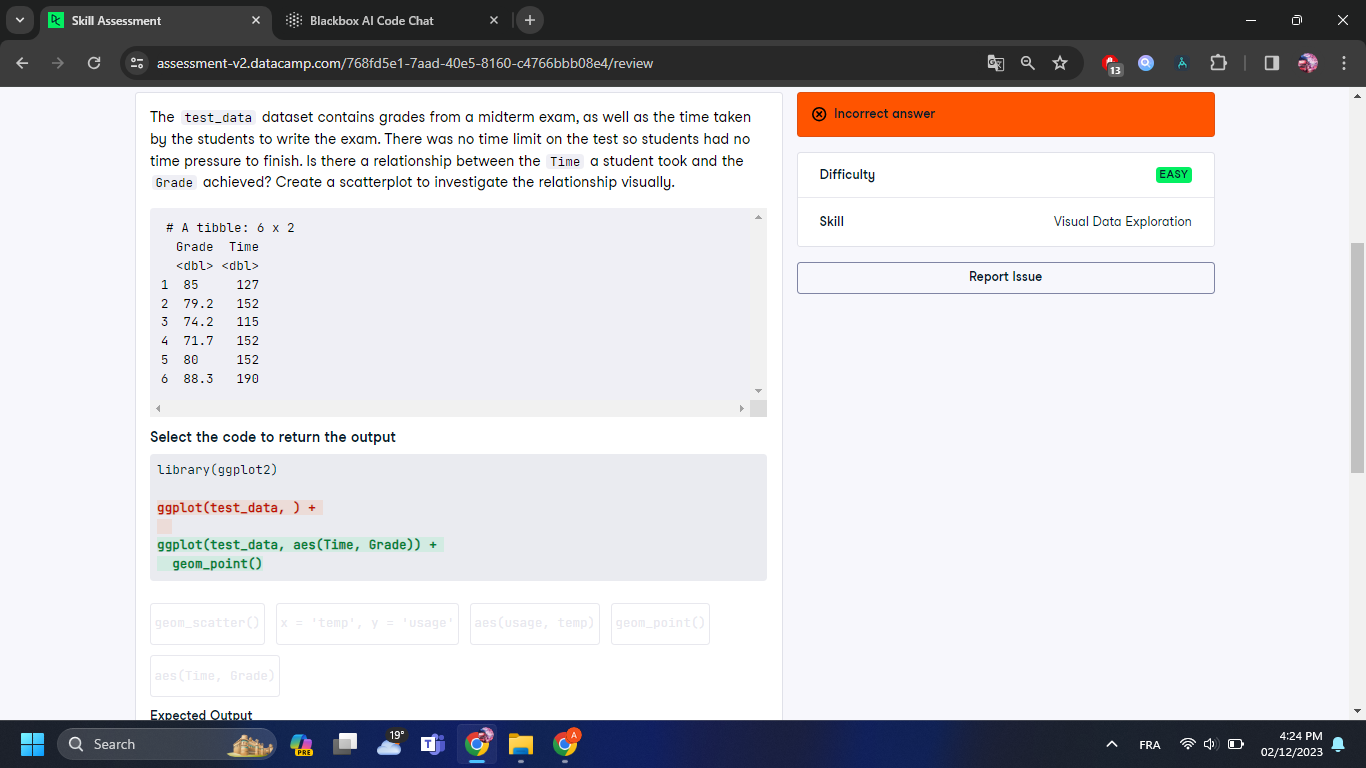 Skill Assessment
Blackbox AI Code Chat
assessment-v2.datacamp.com/768fd5e1-7aad-40e5-8160-c4766bbb08e4/review
13
The test_data dataset contains grades from a midterm exam, as well as the time taken
by the students to write the exam. There was no time limit on the test so students had no
time pressure to finish. Is there a relationship between the Time a student took and the
Grade achieved? Create a scatterplot to investigate the relationship visually.
# A tibble: 6 x 2
Grade Time
<dbl> <dbl>
1 85 127
2 79.2 152
3 74.2 115
4 71.7 152
5 80 152
6 88.3 190
Select the code to return the output
library(ggplot2)
ggplot(test_data, ) +
ggplot(test_data, aes(Time, Grade)) +
geom_point()
geom_scatter()
x = 'temp', y = 'usage'
aes(usage, temp)
geom_point()
aes(Time, Grade)
Expected Output
Incorrect answer
Difficulty
EASY
Skill
Visual Data Exploration
Report Issue
Search
PRE
19°
A
FRA
4:24 PM
02/12/2023